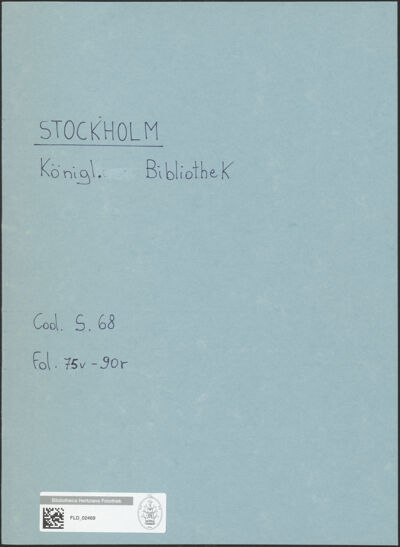 STOCKHOLM
Königl. Bibliothek
Cod. S. 68
Fol. 75v - 90r
Bibliotheca Hertziana Fotothek
FLD_02469